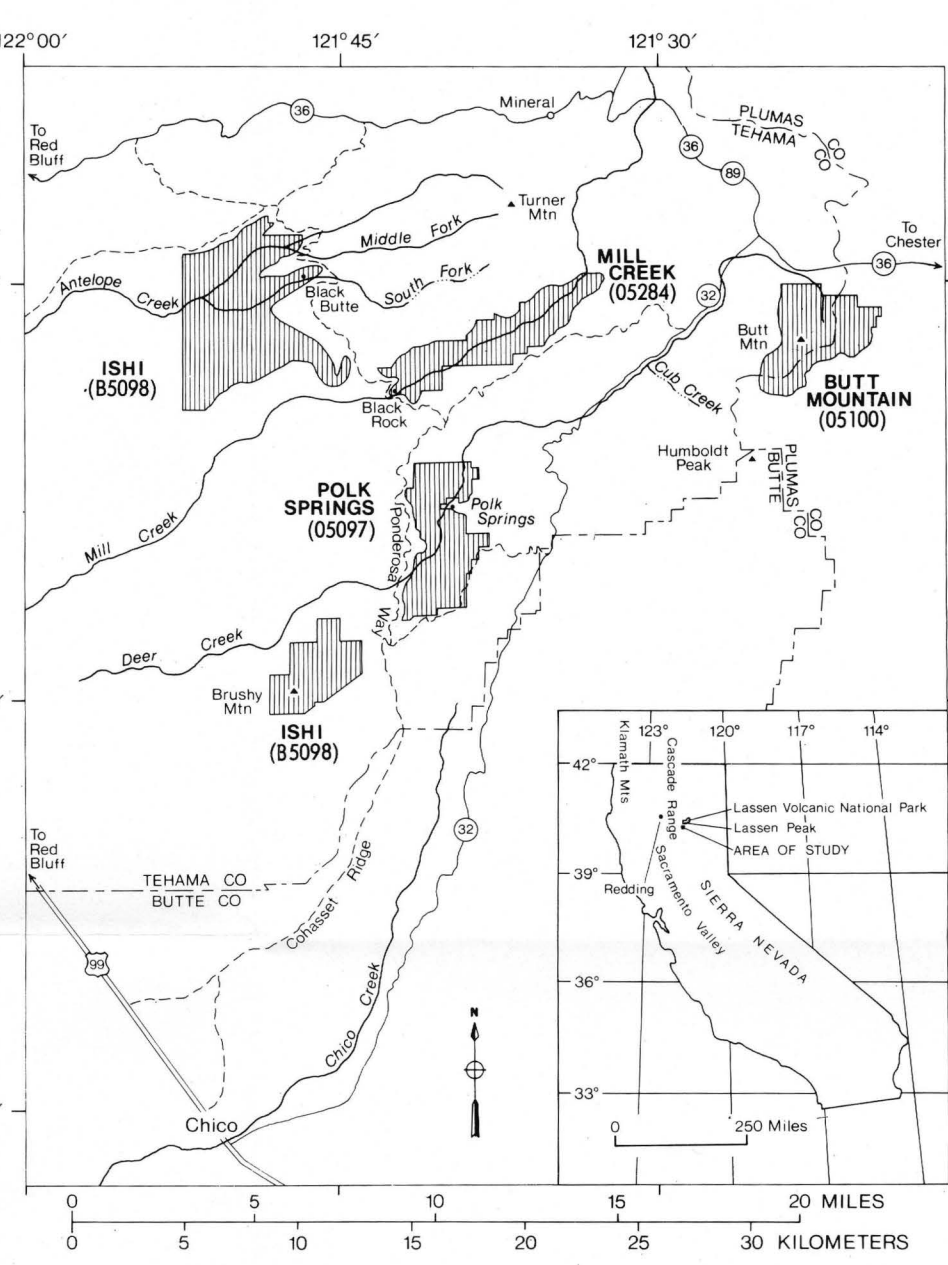 122°00′
121°45′
121°30′
Mineral
36
PLUMAS
TEHAMA
CO
CO
To
Red
Bluff
36
89
Turner
Mtn
Middle Fork
To
Chester
36
MILL
CREEK
(05284)
Antelope
Creek
South Fork
Black
Butte
32
Butt
Mtn
ISHI
(B5098)
Cub Creek
BUTT
MOUNTAIN
(05100)
Black
Rock
Humboldt
Peak
PLUMAS CO
BUTTE CO
POLK
SPRINGS
(05097)
Polk
Springs
Ponderosa
Way
Mill Creek
Deer Creek
Brushy
Mtn
ISHI
(B5098)
123°
120°
117°
114°
Klamath Mts
Cascade Range
42°
Lassen Volcanic National Park
Lassen Peak
AREA OF STUDY
To
Red
Bluff
32
39°
Redding
Sacramento Valley
SIERRA NEVADA
TEHAMA CO
BUTTE CO
Cohasset Ridge
99
36°
Chico Creek
N
33°
0 250 Miles
Chico
0 5 10 15 20 MILES
0 5 10 15 20 25 30 KILOMETERS